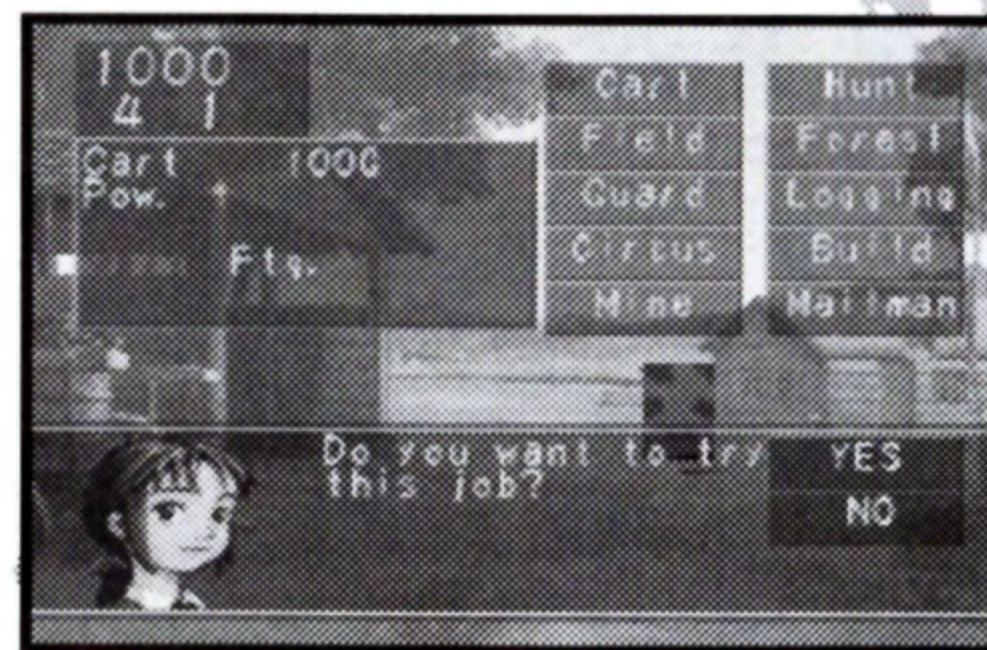 1000
4 1
Cart 1000
Pow.
Ftg.
Cart
Field
Guard
Circus
Mine
Hunt
Forest
Logging
Build
Mailman
Do you want to try
this job?
YES
NO